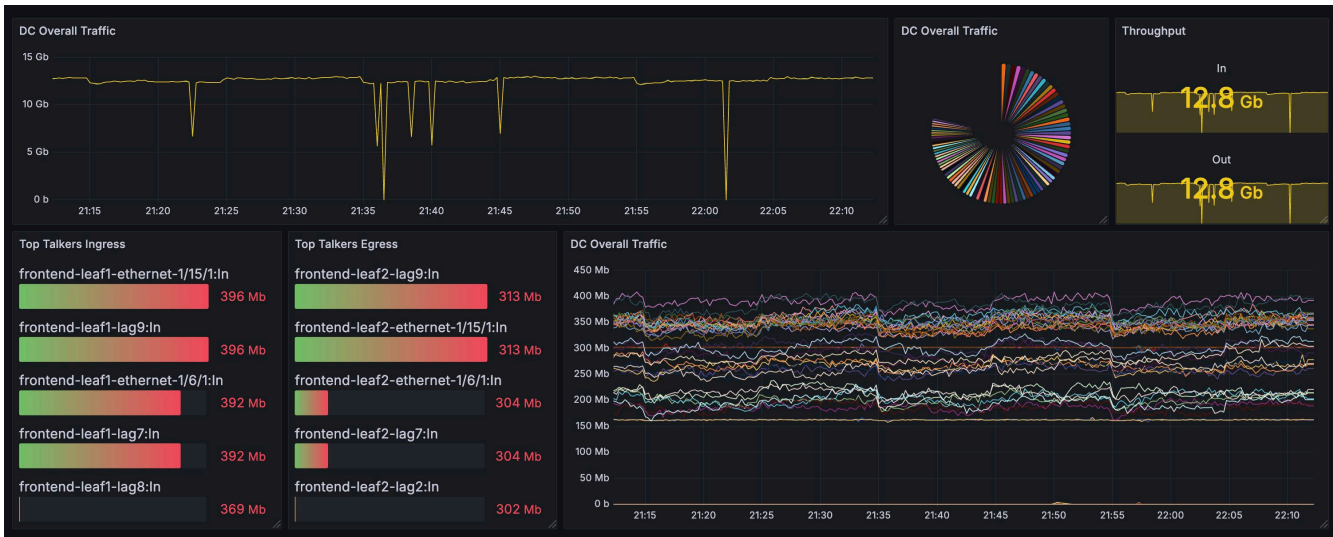 DC Overall Traffic
15 Gb
10 Gb
5 Gb
0 b
21:15 21:20 21:25 21:30 21:35 21:40 21:45 21:50 21:55 22:00 22:05 22:10
DC Overall Traffic
Throughput
In
12.8 Gb
Out
12.8 Gb
Top Talkers Ingress
frontend-leaf1-ethernet-1/15/1:In
396 Mb
frontend-leaf1-lag9:In
396 Mb
frontend-leaf1-ethernet-1/6/1:In
392 Mb
frontend-leaf1-lag7:In
392 Mb
frontend-leaf1-lag8:In
369 Mb
Top Talkers Egress
frontend-leaf2-lag9:In
313 Mb
frontend-leaf2-ethernet-1/15/1:In
313 Mb
frontend-leaf2-ethernet-1/6/1:In
304 Mb
frontend-leaf2-lag7:In
304 Mb
frontend-leaf2-lag2:In
302 Mb
DC Overall Traffic
450 Mb
400 Mb
350 Mb
300 Mb
250 Mb
200 Mb
150 Mb
100 Mb
50 Mb
0 b
21:15 21:20 21:25 21:30 21:35 21:40 21:45 21:50 21:55 22:00 22:05 22:10